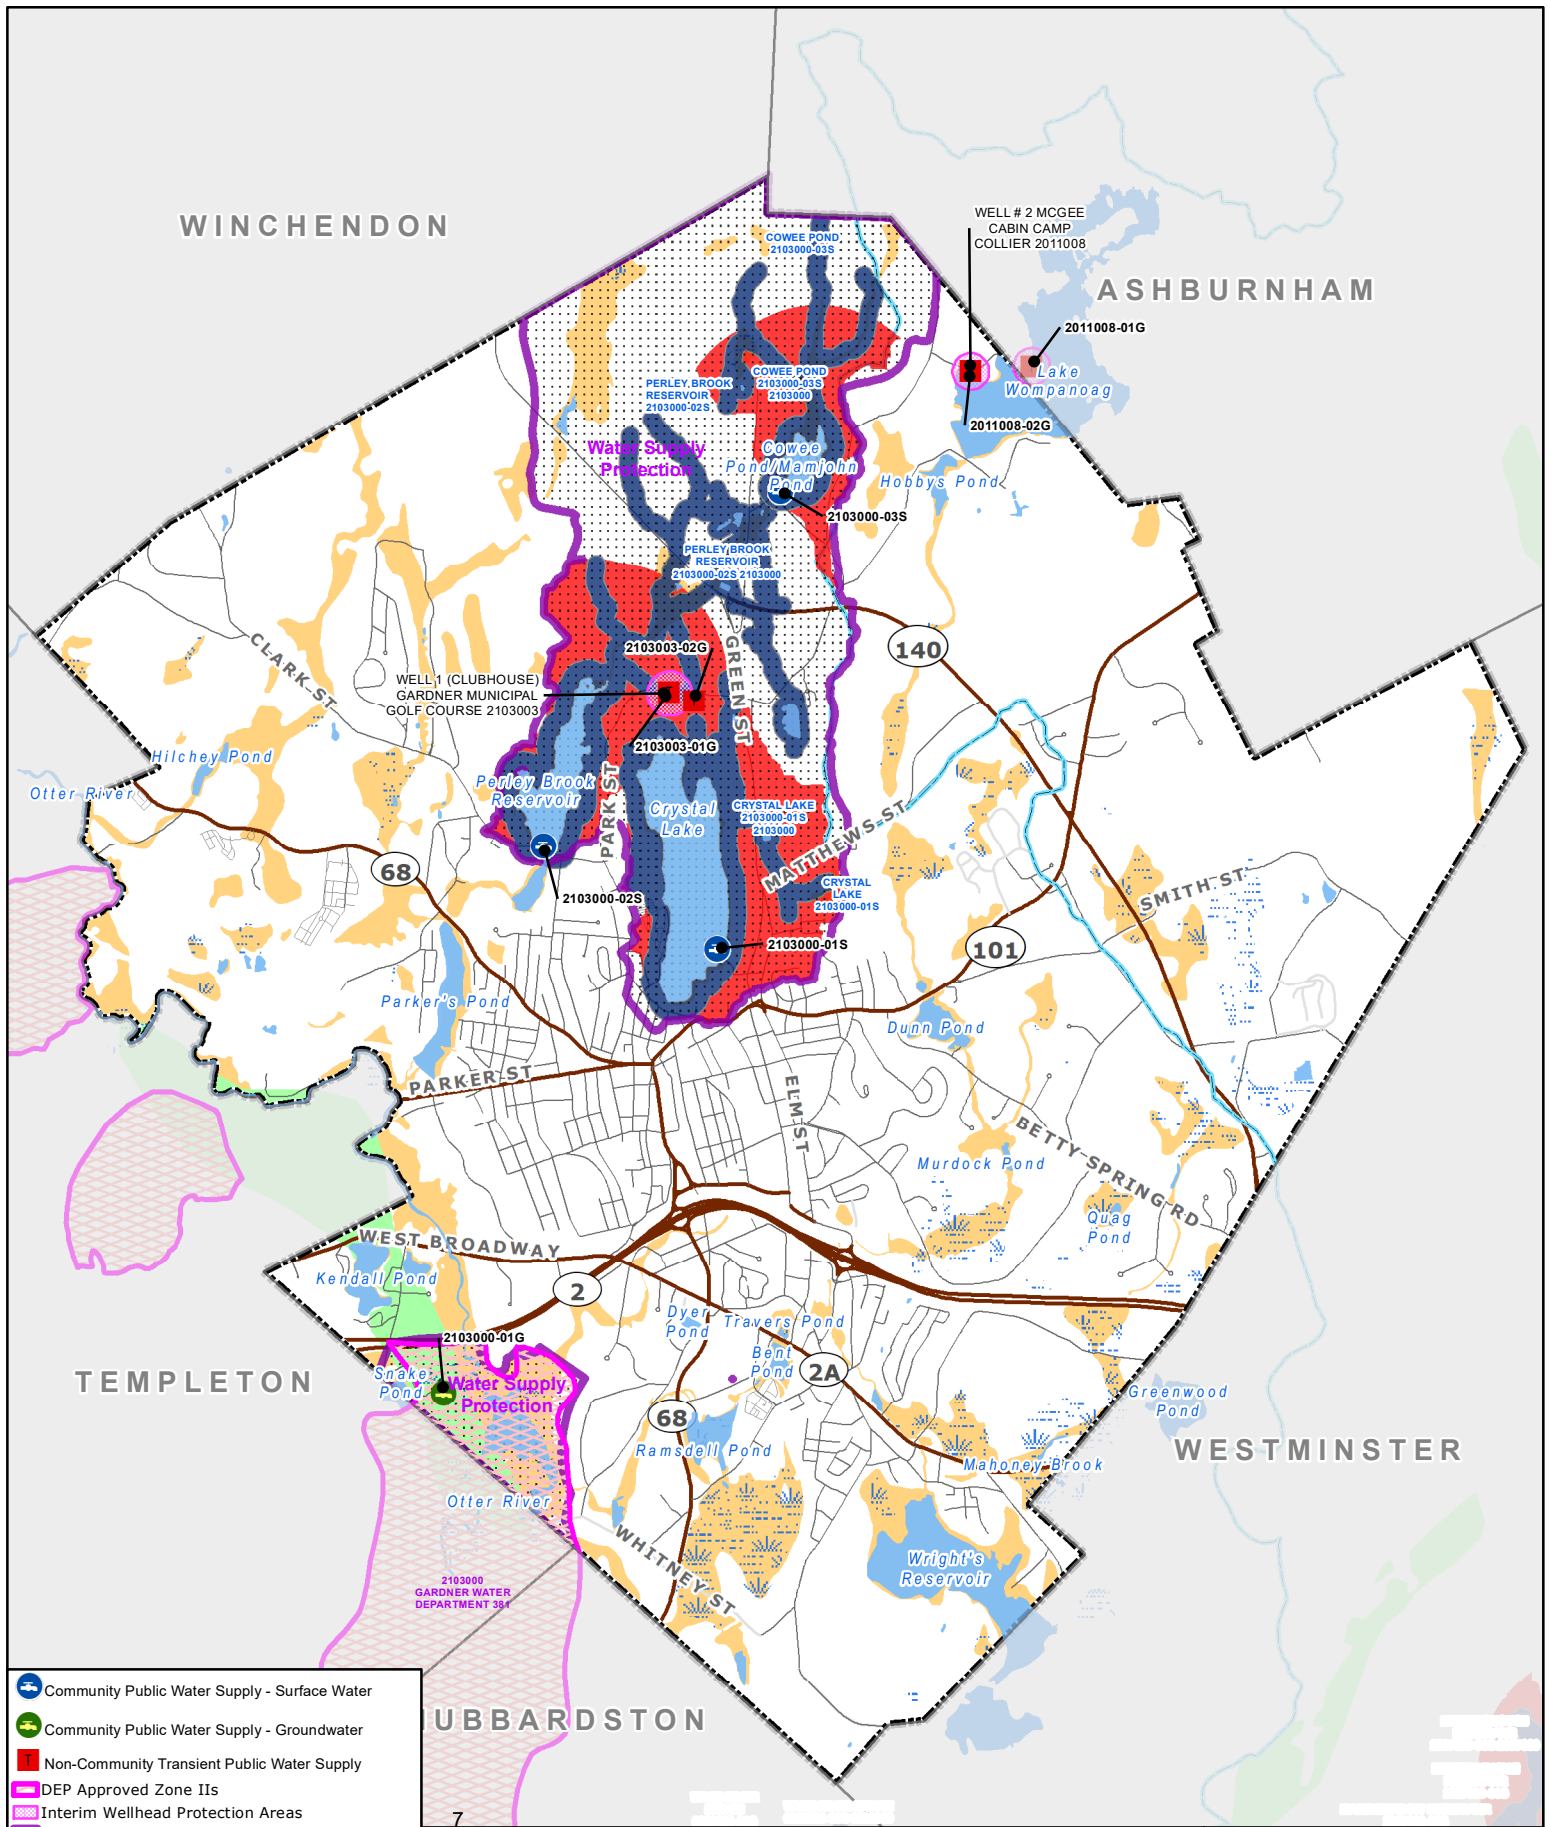 WINCHENDON
ASHBURNHAM
WELL # 2 MCGEE
CABIN CAMP
COLLIER 2011008
COWEE POND
2103000-03S
2011008-01G
Lake
Wompanoag
2011008-02G
PERLEY BROOK
RESERVOIR
2103000-02S
COWEE POND
2103000-03S
2103000
Water Supply
Protection
Cowee
Pond/Mamjohn
Pond
Hobbys Pond
2103000-03S
PERLEY BROOK
RESERVOIR
2103000-02S 2103000
CLARK ST
2103003-02G
GREEN ST
140
WELL 1 (CLUBHOUSE)
GARDNER MUNICIPAL
GOLF COURSE 2103003
2103003-01G
Hilchey Pond
Otter River
Perley Brook
Reservoir
PARK ST
Crystal
Lake
CRYSTAL LAKE
2103000-01S
2103000
MATTHEWS ST
68
CRYSTAL
LAKE
2103000-01S
SMITH ST
2103000-02S
2103000-01S
101
Parker's Pond
Dunn Pond
PARKER ST
ELM ST
BETTY SPRING RD
Murdock Pond
Quag
Pond
WEST BROADWAY
Kendall Pond
2
Dyer
Pond
Travers Pond
2103000-01G
Bent
Pond
2A
TEMPLETON
Snake
Pond
Water Supply
Protection
Greenwood
Pond
68
Ramsdell Pond
WESTMINSTER
Mahoney Brook
Otter River
WHITNEY ST
Wright's
Reservoir
2103000
GARDNER WATER
DEPARTMENT 381
UBBARDSTON
Community Public Water Supply - Surface Water
Community Public Water Supply - Groundwater
T Non-Community Transient Public Water Supply
DEP Approved Zone IIs
Interim Wellhead Protection Areas
7